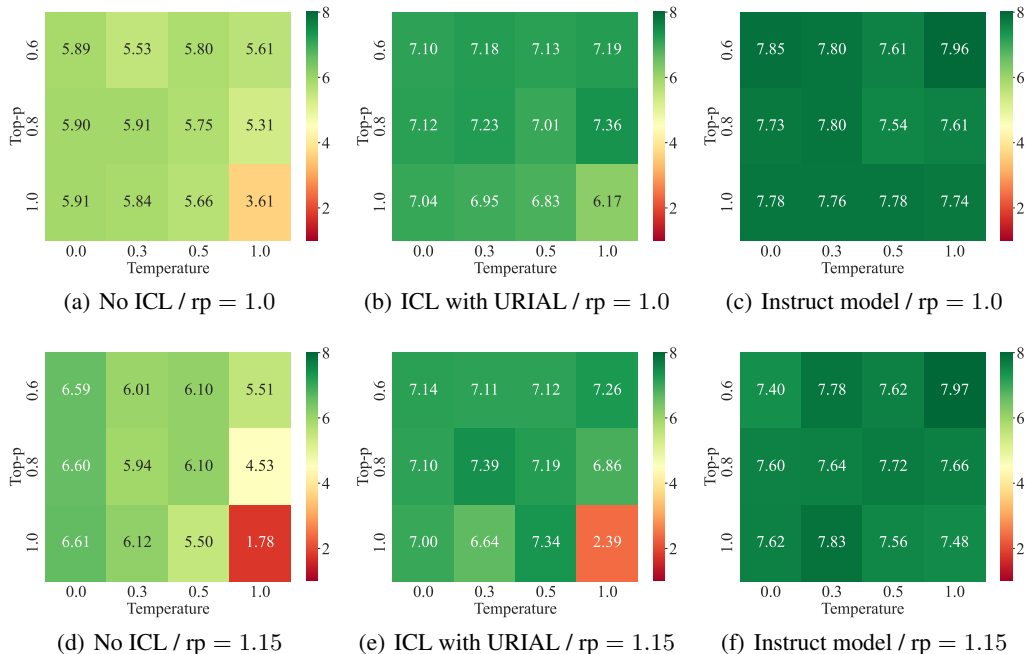 8
0.6 5.89 5.53 5.80 5.61
6
Top-p
0.8 5.90 5.91 5.75 5.31
4
1.0 5.91 5.84 5.66 3.61
2
0.0 0.3 0.5 1.0
Temperature
(a) No ICL / rp = 1.0
8
0.6 7.10 7.18 7.13 7.19
6
Top-p
0.8 7.12 7.23 7.01 7.36
4
1.0 7.04 6.95 6.83 6.17
2
0.0 0.3 0.5 1.0
Temperature
(b) ICL with URIAL / rp = 1.0
8
0.6 7.85 7.80 7.61 7.96
6
Top-p
0.8 7.73 7.80 7.54 7.61
4
1.0 7.78 7.76 7.78 7.74
2
0.0 0.3 0.5 1.0
Temperature
(c) Instruct model / rp = 1.0
8
0.6 6.59 6.01 6.10 5.51
6
Top-p
0.8 6.60 5.94 6.10 4.53
4
1.0 6.61 6.12 5.50 1.78
2
0.0 0.3 0.5 1.0
Temperature
(d) No ICL / rp = 1.15
8
0.6 7.14 7.11 7.12 7.26
6
Top-p
0.8 7.10 7.39 7.19 6.86
4
1.0 7.00 6.64 7.34 2.39
2
0.0 0.3 0.5 1.0
Temperature
(e) ICL with URIAL / rp = 1.15
8
0.6 7.40 7.78 7.62 7.97
6
Top-p
0.8 7.60 7.64 7.72 7.66
4
1.0 7.62 7.83 7.56 7.48
2
0.0 0.3 0.5 1.0
Temperature
(f) Instruct model / rp = 1.15